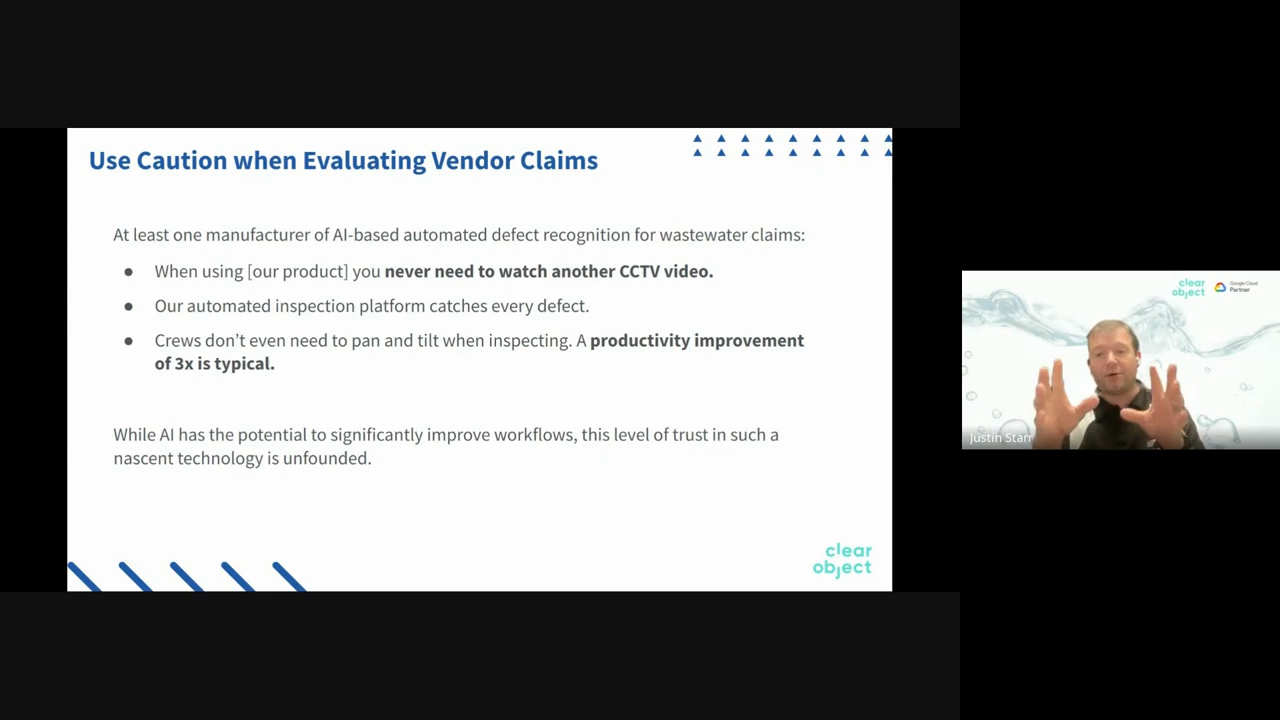 Use Caution when Evaluating Vendor Claims
At least one manufacturer of AI-based automated defect recognition for wastewater claims:
● When using [our product] you never need to watch another CCTV video.
● Our automated inspection platform catches every defect.
● Crews don’t even need to pan and tilt when inspecting. A productivity improvement
of 3x is typical.
While AI has the potential to significantly improve workflows, this level of trust in such a
nascent technology is unfounded.
clear
object
clear
object
Google Cloud
Partner
Justin Starr